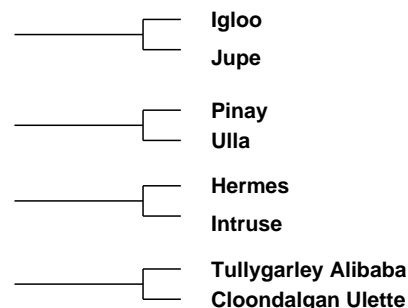 Igloo
Jupe
Pinay
Ulla
Hermes
Intruse
Tullygarley Alibaba
Cloondalgan Ulette